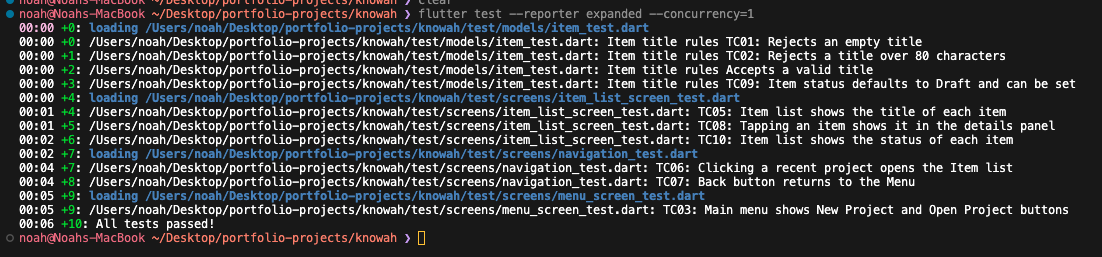 noah@Noahs-MacBook ~/Desktop/portfolio-projects/knowah ❯ clear
noah@Noahs-MacBook ~/Desktop/portfolio-projects/knowah ❯ flutter test --reporter expanded --concurrency=1
00:00 +0: loading /Users/noah/Desktop/portfolio-projects/knowah/test/models/item_test.dart
00:00 +0: /Users/noah/Desktop/portfolio-projects/knowah/test/models/item_test.dart: Item title rules TC01: Rejects an empty title
00:00 +1: /Users/noah/Desktop/portfolio-projects/knowah/test/models/item_test.dart: Item title rules TC02: Rejects a title over 80 characters
00:00 +2: /Users/noah/Desktop/portfolio-projects/knowah/test/models/item_test.dart: Item title rules Accepts a valid title
00:00 +3: /Users/noah/Desktop/portfolio-projects/knowah/test/models/item_test.dart: Item title rules TC09: Item status defaults to Draft and can be set
00:00 +4: loading /Users/noah/Desktop/portfolio-projects/knowah/test/screens/item_list_screen_test.dart
00:01 +4: /Users/noah/Desktop/portfolio-projects/knowah/test/screens/item_list_screen_test.dart: TC05: Item list shows the title of each item
00:01 +5: /Users/noah/Desktop/portfolio-projects/knowah/test/screens/item_list_screen_test.dart: TC08: Tapping an item shows it in the details panel
00:02 +6: /Users/noah/Desktop/portfolio-projects/knowah/test/screens/item_list_screen_test.dart: TC10: Item list shows the status of each item
00:02 +7: loading /Users/noah/Desktop/portfolio-projects/knowah/test/screens/navigation_test.dart
00:04 +7: /Users/noah/Desktop/portfolio-projects/knowah/test/screens/navigation_test.dart: TC06: Clicking a recent project opens the Item list
00:04 +8: /Users/noah/Desktop/portfolio-projects/knowah/test/screens/navigation_test.dart: TC07: Back button returns to the Menu
00:05 +9: loading /Users/noah/Desktop/portfolio-projects/knowah/test/screens/menu_screen_test.dart
00:05 +9: /Users/noah/Desktop/portfolio-projects/knowah/test/screens/menu_screen_test.dart: TC03: Main menu shows New Project and Open Project buttons
00:06 +10: All tests passed!
noah@Noahs-MacBook ~/Desktop/portfolio-projects/knowah ❯